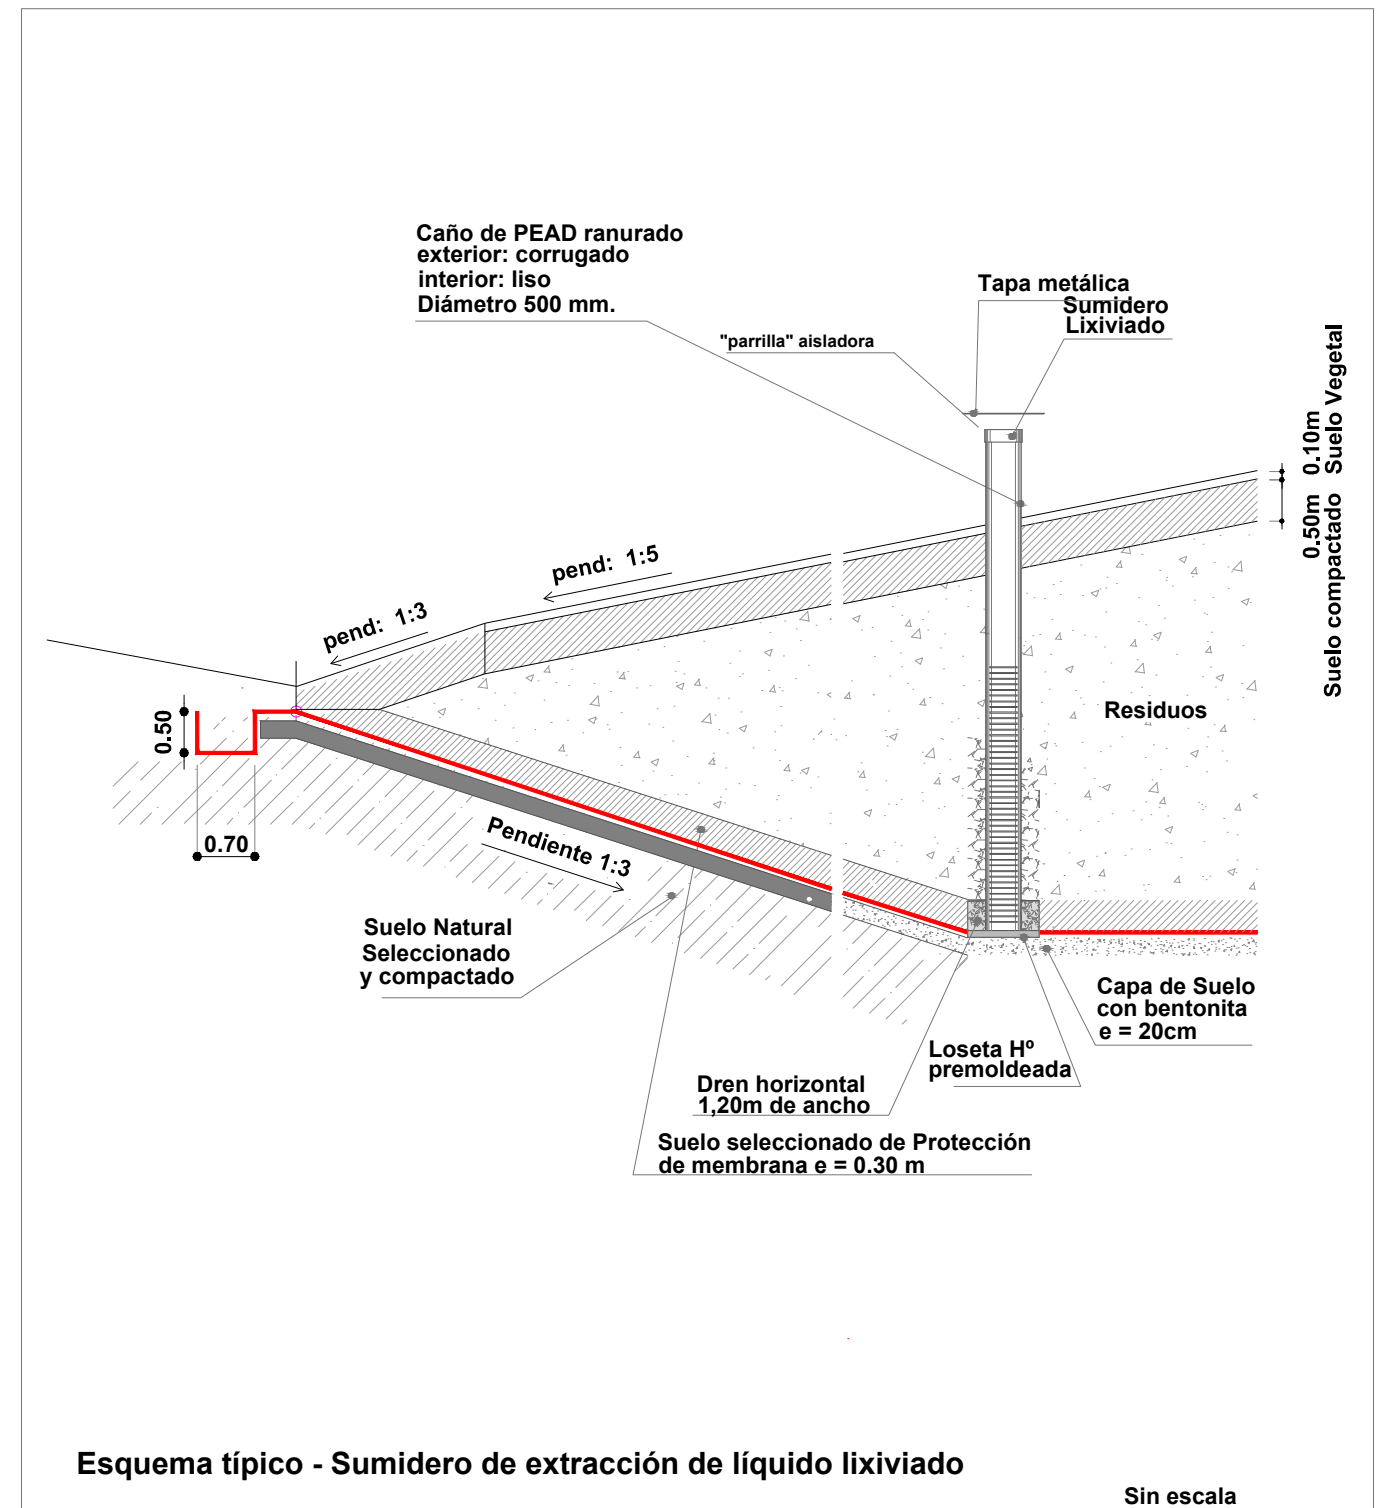 Caño de PEAD ranurado
exterior: corrugado
interior: liso
Diámetro 500 mm.
Tapa metálica
Sumidero
Lixiviado
"parrilla" aisladora
0.10m Suelo Vegetal
0.50m
Suelo compactado
pend: 1:5
pend: 1:3
Residuos
0.50
0.70
Pendiente 1:3
Suelo Natural
Seleccionado
y compactado
Capa de Suelo
con bentonita
e = 20cm
Loseta Hº
premoldeada
Dren horizontal
1,20m de ancho
Suelo seleccionado de Protección
de membrana e = 0.30 m
Esquema típico - Sumidero de extracción de líquido lixiviado
Sin escala